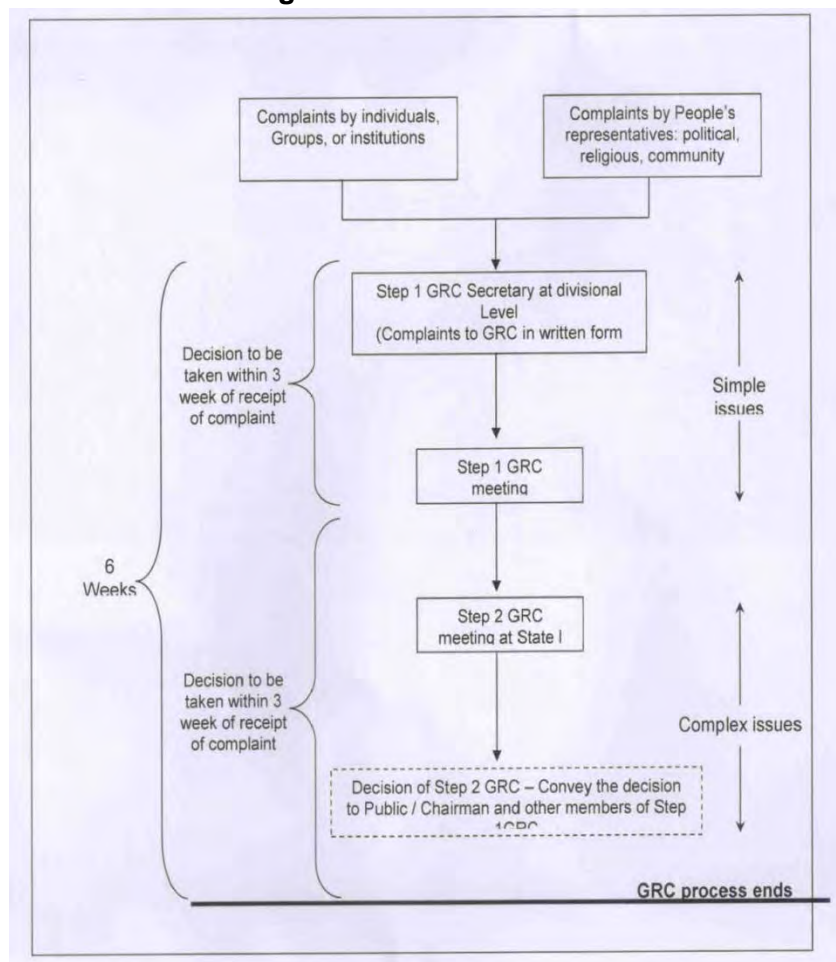 Complaints by individuals,
Groups, or institutions
Complaints by People's
representatives: political,
religious, community
Step 1 GRC Secretary at divisional
Level
(Complaints to GRC in written form
Decision to be
taken within 3
week of receipt
of complaint
Simple
issues
Step 1 GRC
meeting
6
Weeks
Step 2 GRC
meeting at State
Decision to be
taken within 3
week of receipt
of complaint
Complex issues
Decision of Step 2 GRC – Convey the decision
to Public / Chairman and other members of Step
1GRC
GRC process ends